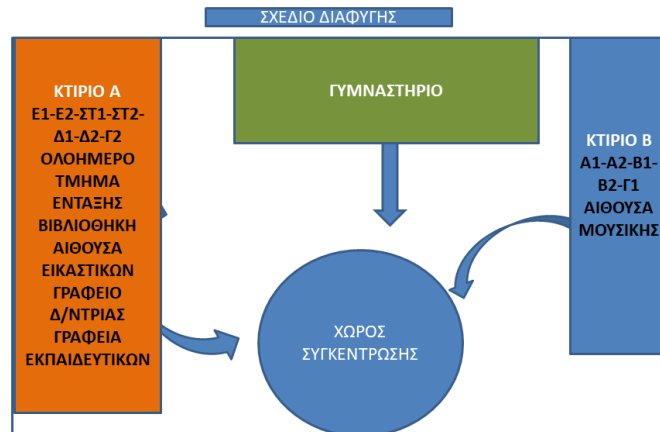 ΣΧΕΔΙΟ ΔΙΑΦΥΓΗΣ
ΚΤΙΡΙΟ Α
Ε1-Ε2-ΣΤ1-ΣΤ2-
Δ1-Δ2-Γ2
ΟΛΟΗΜΕΡΟ
ΤΜΗΜΑ
ΕΝΤΑΞΗΣ
ΒΙΒΛΙΟΘΗΚΗ
ΑΙΘΟΥΣΑ
ΕΙΚΑΣΤΙΚΩΝ
ΓΡΑΦΕΙΟ
Δ/ΝΤΡΙΑΣ
ΓΡΑΦΕΙΑ
ΕΚΠΑΙΔΕΥΤΙΚΩΝ
ΓΥΜΝΑΣΤΗΡΙΟ
ΚΤΙΡΙΟ Β
Α1-Α2-Β1-
Β2-Γ1
ΑΙΘΟΥΣΑ
ΜΟΥΣΙΚΗΣ
ΧΩΡΟΣ
ΣΥΓΚΕΝΤΡΩΣΗΣ